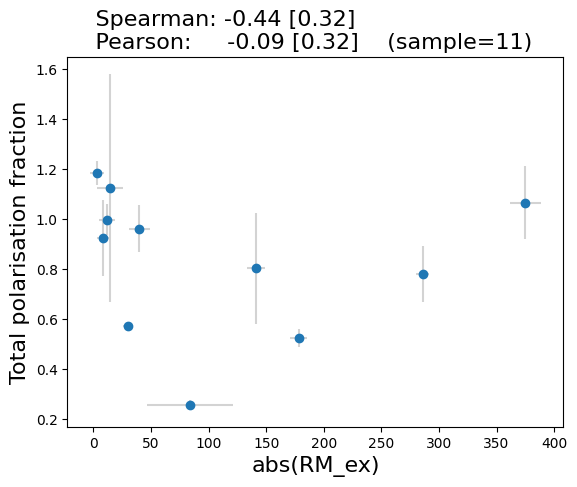 Spearman: -0.44 [0.32]
Pearson: -0.09 [0.32] (sample=11)
Total polarisation fraction
1.6
1.4
1.2
1.0
0.8
0.6
0.4
0.2
0 50 100 150 200 250 300 350 400
abs(RM_ex)